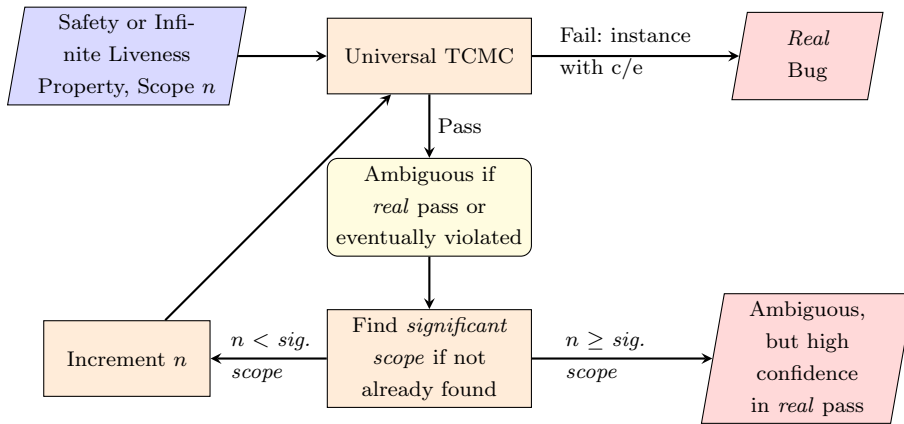 Safety or Infi-
nite Liveness
Property, Scope n
Universal TCMC
Fail: instance
with c/e
Real
Bug
Pass
Ambiguous if
real pass or
eventually violated
Increment n
n < sig.
scope
Find significant
scope if not
already found
n ≥ sig.
scope
Ambiguous,
but high
confidence
in real pass